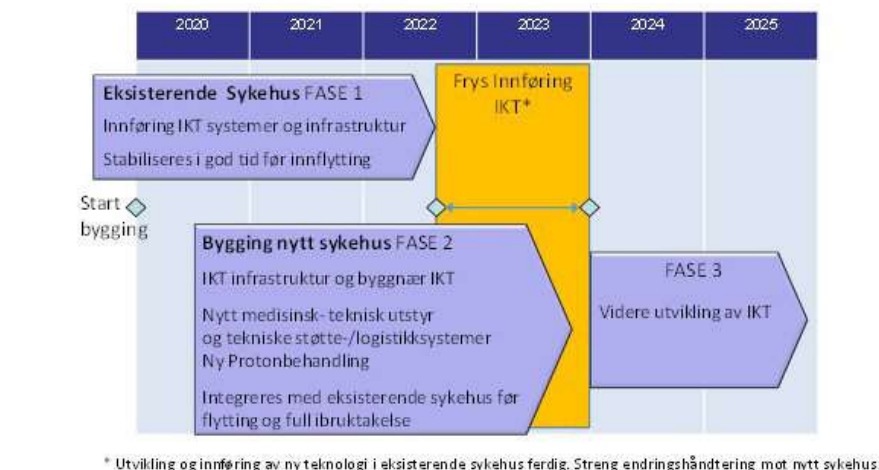 2020 2021 2022 2023 2024 2025
Eksisterende Sykehus FASE 1
Innføring IKT systemer og infrastruktur
Stabiliseres i god tid før innflytting
Frys Innføring
IKT*
Start
bygging
Bygging nytt sykehus FASE 2
IKT infrastruktur og byggnær IKT
Nytt medisinsk- teknisk utstyr
og tekniske støtte-/logistikksystemer
Ny Protonbehandling
Integreres med eksisterende sykehus før
flytting og full ibruktakelse
FASE 3
Videre utvikling av IKT
* Utvikling og innføring av ny teknologi i eksisterende sykehus ferdig. Streng endringshåndtering mot nytt sykehus